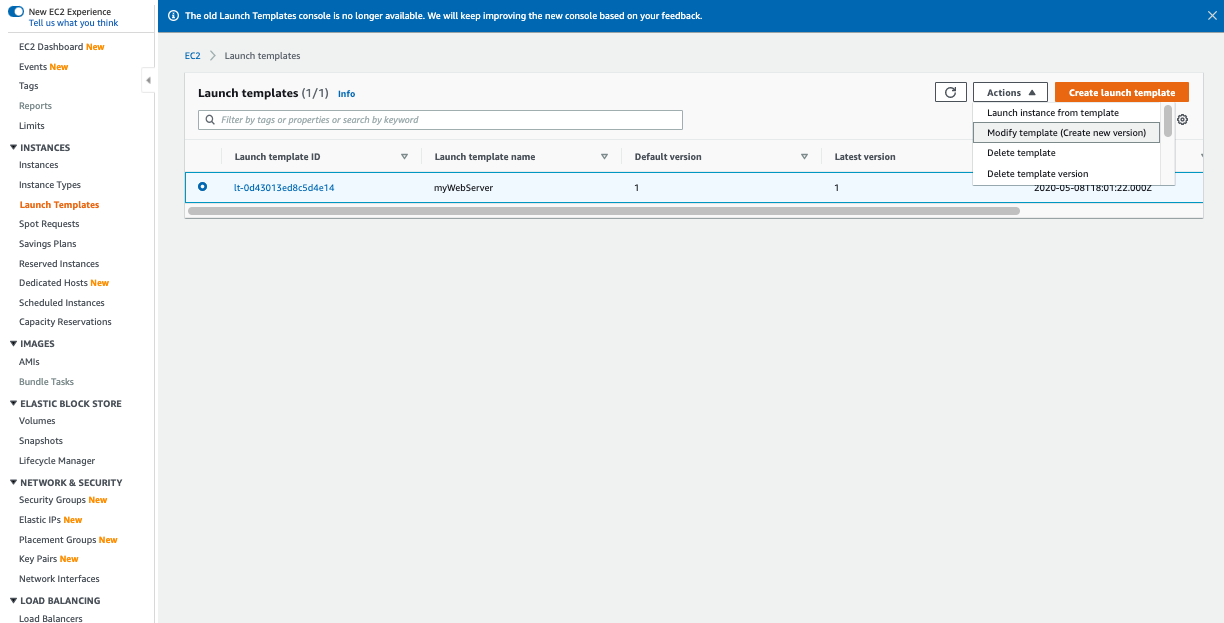 New EC2 Experience
Tell us what you think
The old Launch Templates console is no longer available. We will keep improving the new console based on your feedback.
EC2 Dashboard New
Events New
Tags
Reports
Limits
INSTANCES
Instances
Instance Types
Launch Templates
Spot Requests
Savings Plans
Reserved Instances
Dedicated Hosts New
Scheduled Instances
Capacity Reservations
IMAGES
AMIs
Bundle Tasks
ELASTIC BLOCK STORE
Volumes
Snapshots
Lifecycle Manager
NETWORK & SECURITY
Security Groups New
Elastic IPs New
Placement Groups New
Key Pairs New
Network Interfaces
LOAD BALANCING
Load Balancers
EC2 Launch templates
Launch templates (1/1) Info
Actions
Create launch template
Filter by tags or properties or search by keyword
Launch instance from template
Modify template (Create new version)
Delete template
Delete template version
Launch template ID Launch template name Default version Latest version
lt-0d43013ed8c5d4e14 myWebServer 1 1 2020-05-08T18:01:22.000Z